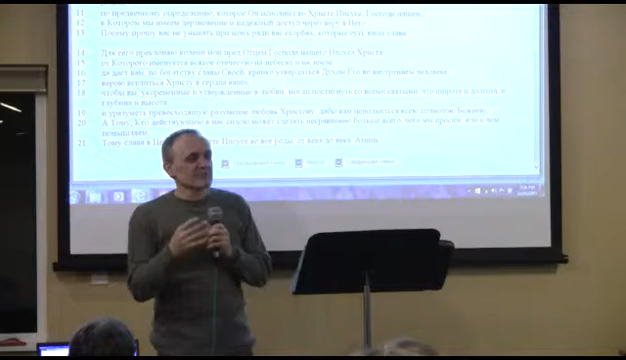 11 по предвечному определению, которое Он исполнил во Христе Иисусе, Господе нашем,
12 в Котором мы имеем дерзновение и надежный доступ через веру в Него.
13 Посему прошу вас не унывать при моих ради вас скорбях, которые суть ваша слава.
14 Для сего преклоняю колени мои пред Отцем Господа нашего Иисуса Христа,
15 от Которого именуется всякое отечество на небесах и на земле,
16 да даст вам, по богатству славы Своей, крепко утвердиться Духом Его во внутреннем человеке,
17 верою вселиться Христу в сердца ваши,
18 чтобы вы, укорененные и утвержденные в любви, могли постигнуть со всеми святыми, что широта и долгота, и
глубина и высота,
19 и уразуметь превосходящую разумение любовь Христову, дабы вам исполниться всею полнотою Божиею.
20 А Тому, Кто действующею в нас силою может сделать несравненно больше всего, чего мы просим, или о чем
помышляем,
21 Тому слава в Це Иисусе во все роды, от века до века. Аминь.